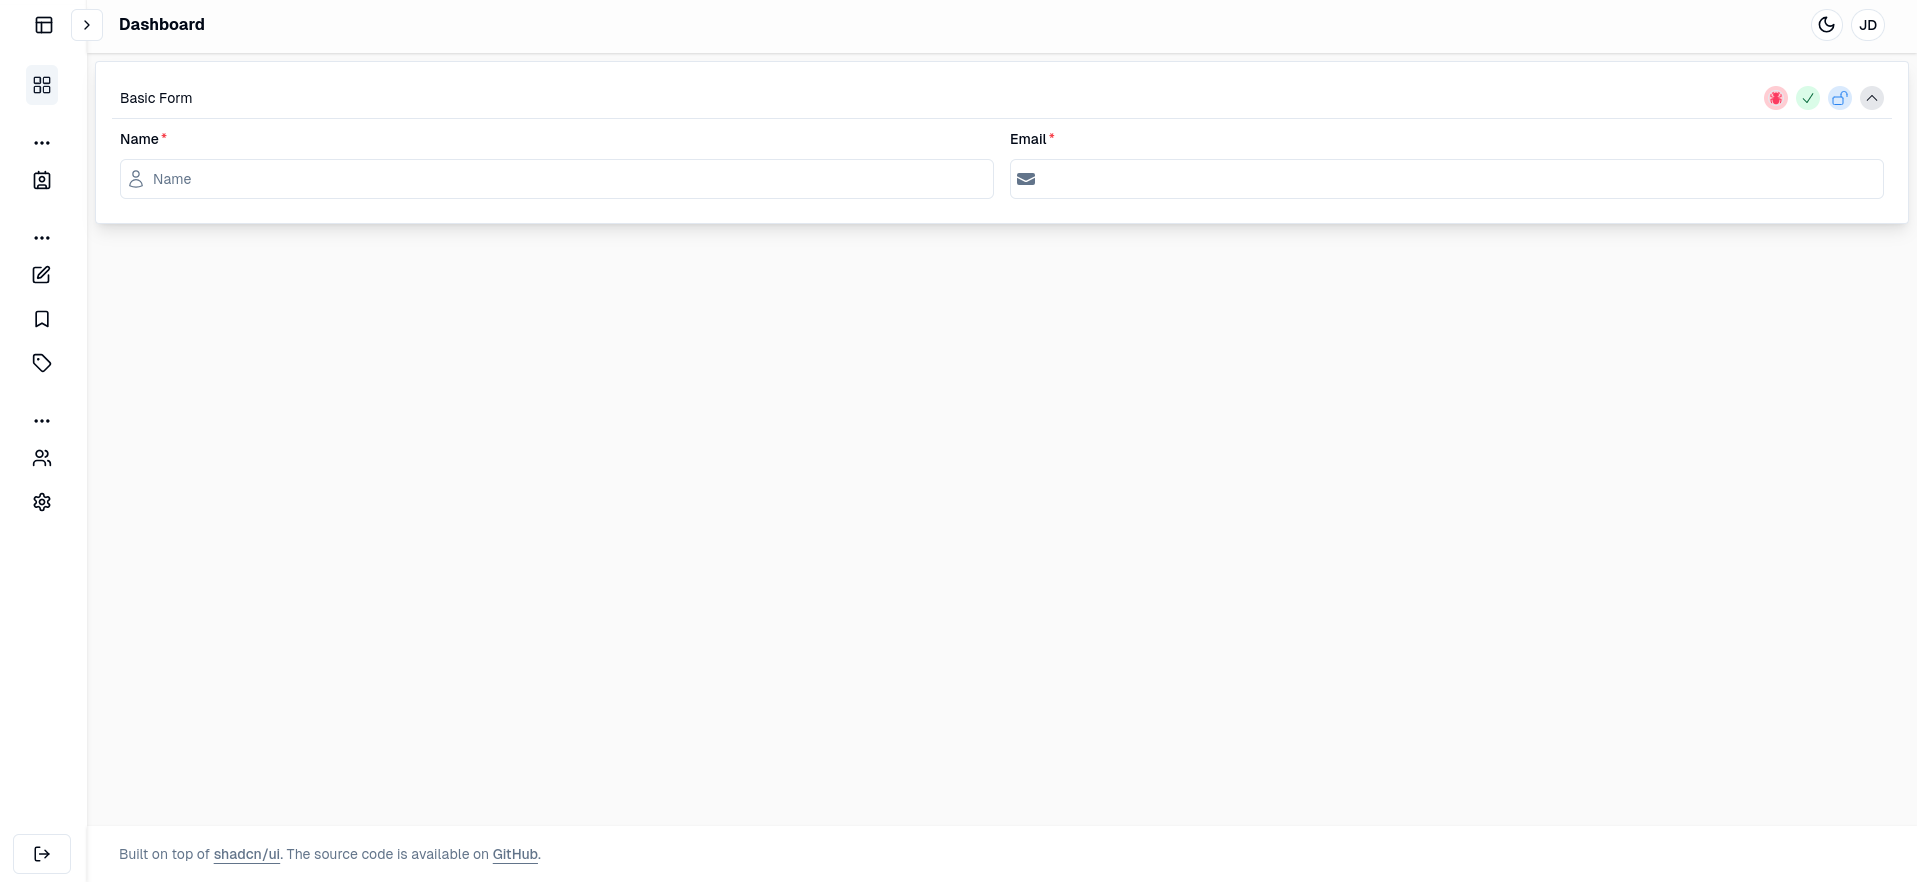 Dashboard
JD
Basic Form
Name *
Email *
Name
Built on top of shadcn/ui. The source code is available on GitHub.